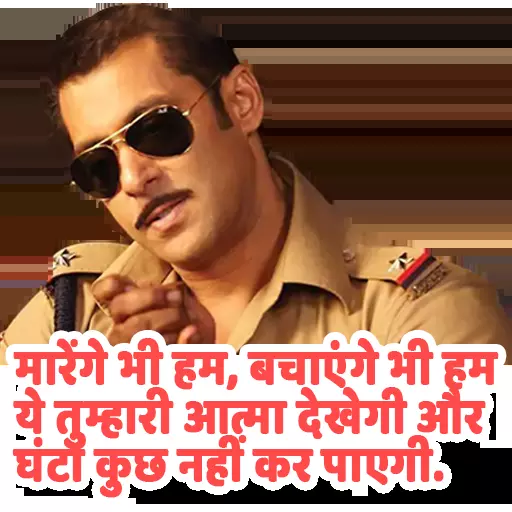 मारेंगे भी हम, बचाएंगे भी हम
ये तुम्हारी आत्मा देखेगी और
घंटा कुछ नहीं कर पाएगी.